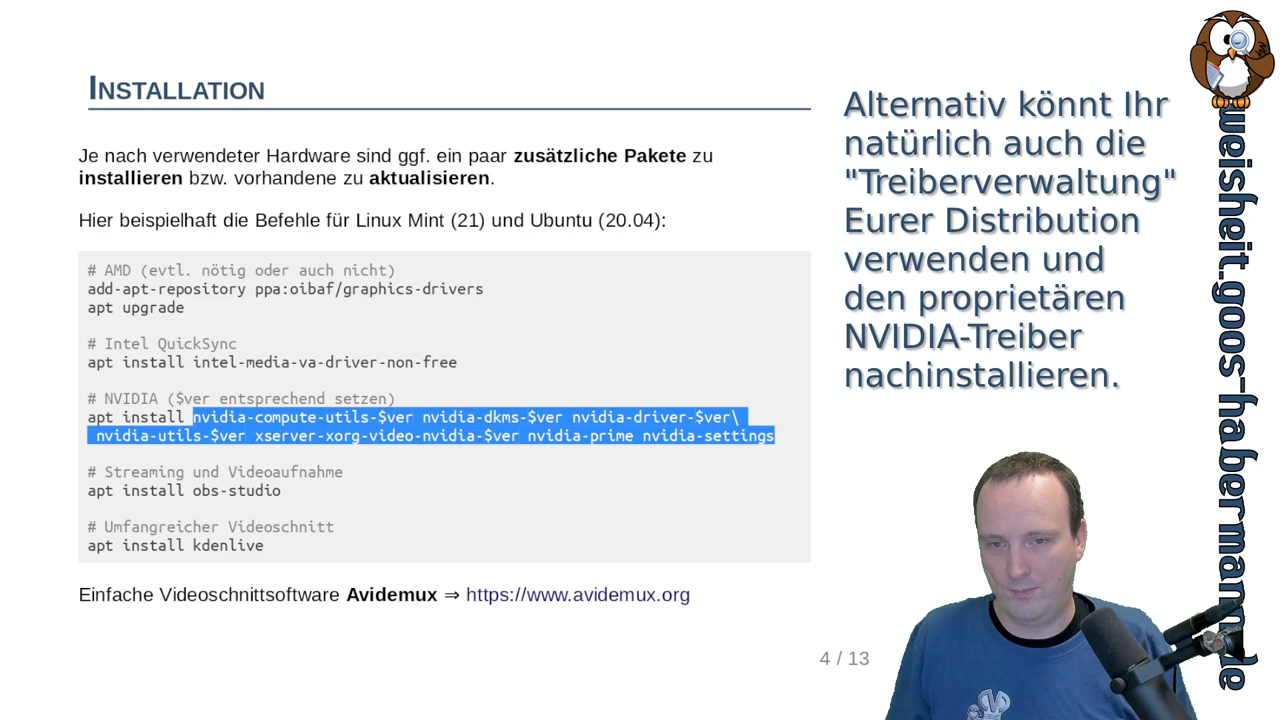 INSTALLATION
Je nach verwendeter Hardware sind ggf. ein paar zusätzliche Pakete zu
installieren bzw. vorhandene zu aktualisieren.
Hier beispielhaft die Befehle für Linux Mint (21) und Ubuntu (20.04):
# AMD (evtl. nötig oder auch nicht)
add-apt-repository ppa:oibaf/graphics-drivers
apt upgrade
# Intel QuickSync
apt install intel-media-va-driver-non-free
# NVIDIA ($ver entsprechend setzen)
apt install nvidia-compute-utils-$ver nvidia-dkms-$ver nvidia-driver-$ver\
nvidia-utils-$ver xserver-xorg-video-nvidia-$ver nvidia-prime nvidia-settings
# Streaming und Videoaufnahme
apt install obs-studio
# Umfangreicher Videoschnitt
apt install kdenlive
Einfache Videoschnittsoftware Avidemux ⇒ https://www.avidemux.org
4 / 13
Alternativ könnt Ihr
natürlich auch die
"Treiberverwaltung"
Eurer Distribution
verwenden und
den proprietären
NVIDIA-Treiber
nachinstallieren.
weisheit.goos-habermann.de